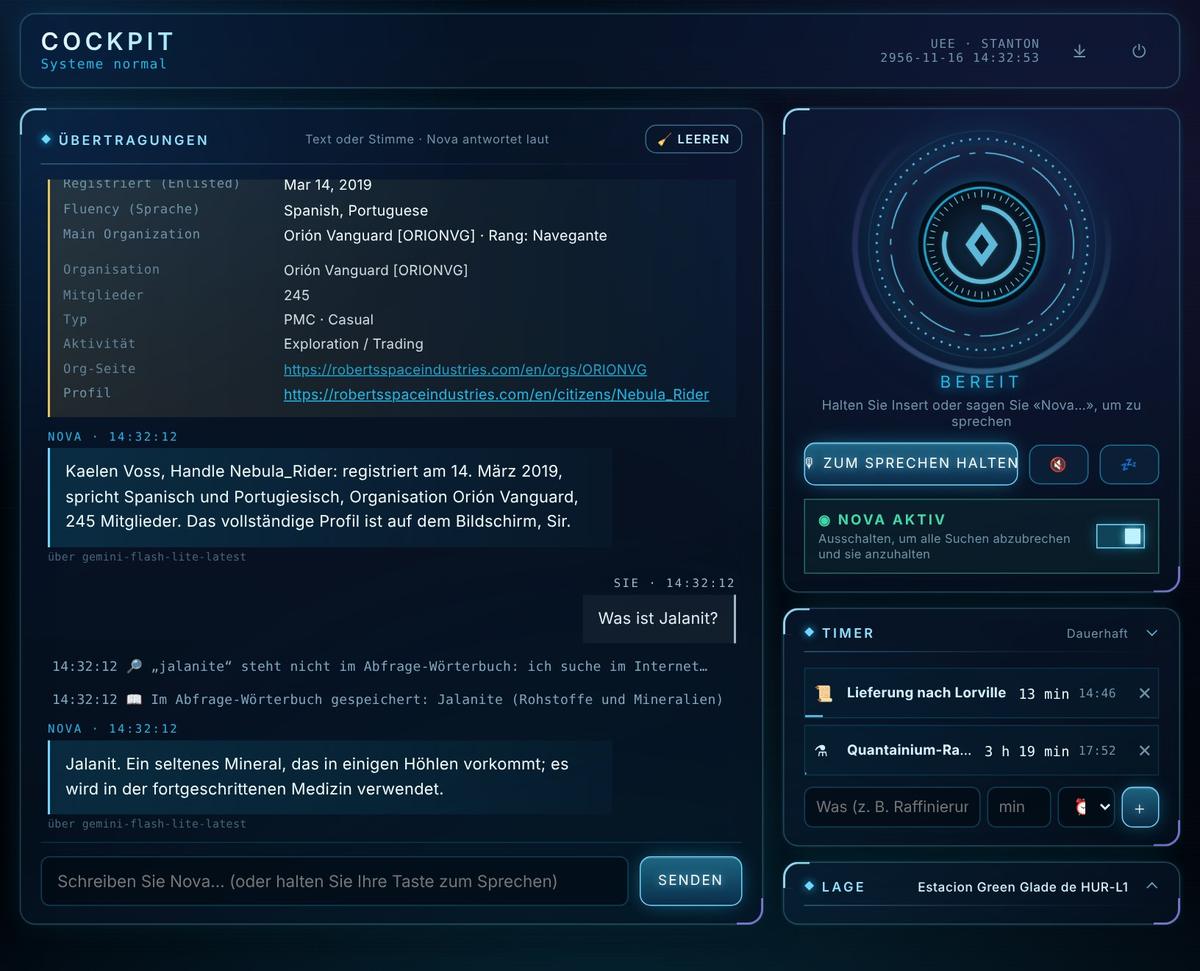 COCKPIT
Systeme normal
UEE · STANTON
2956-11-16 14:32:53
ÜBERTRAGUNGEN
Text oder Stimme · Nova antwortet laut
LEEREN
Registriert (Enlisted) Mar 14, 2019
Fluency (Sprache) Spanish, Portuguese
Main Organization Orión Vanguard [ORIONVG] · Rang: Navegante
Organisation Orión Vanguard [ORIONVG]
Mitglieder 245
Typ PMC · Casual
Aktivität Exploration / Trading
Org-Seite https://robertsspaceindustries.com/en/orgs/ORIONVG
Profil https://robertsspaceindustries.com/en/citizens/Nebula_Rider
NOVA · 14:32:12
Kaelen Voss, Handle Nebula_Rider: registriert am 14. März 2019,
spricht Spanisch und Portugiesisch, Organisation Orión Vanguard,
245 Mitglieder. Das vollständige Profil ist auf dem Bildschirm, Sir.
über gemini-flash-lite-latest
SIE · 14:32:12
Was ist Jalanit?
14:32:12 🔎 „jalanite“ steht nicht im Abfrage-Wörterbuch: ich suche im Internet…
14:32:12 📖 Im Abfrage-Wörterbuch gespeichert: Jalanite (Rohstoffe und Mineralien)
NOVA · 14:32:12
Jalanit. Ein seltenes Mineral, das in einigen Höhlen vorkommt; es
wird in der fortgeschrittenen Medizin verwendet.
über gemini-flash-lite-latest
Schreiben Sie Nova... (oder halten Sie Ihre Taste zum Sprechen)
SENDEN
BEREIT
Halten Sie Insert oder sagen Sie «Nova...», um zu
sprechen
ZUM SPRECHEN HALTEN
NOVA AKTIV
Ausschalten, um alle Suchen abzubrechen
und sie anzuhalten
TIMER
Dauerhaft
Lieferung nach Lorville 13 min 14:46
Quantainium-Ra… 3 h 19 min 17:52
Was (z. B. Raffinierur
min
+
LAGE
Estacion Green Glade de HUR-L1